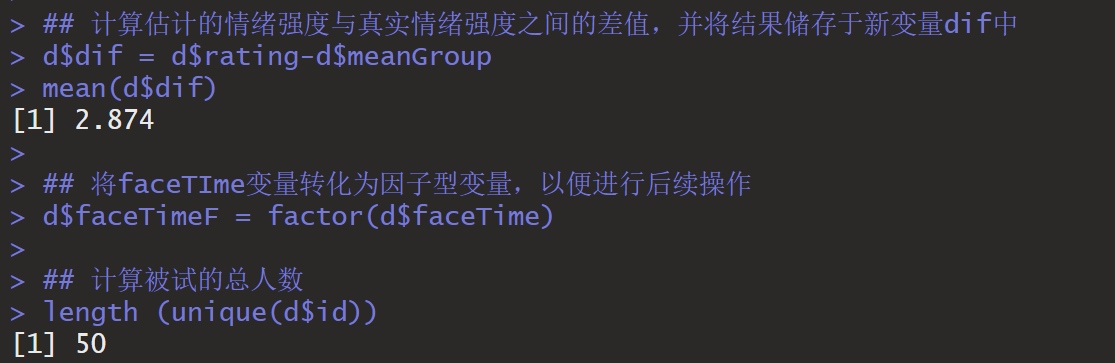 > ## 计算估计的情绪强度与真实情绪强度之间的差值，并将结果储存于新变量dif中
> d$dif = d$rating-d$meanGroup
> mean(d$dif)
[1] 2.874
>
> ## 将faceTIme变量转化为因子型变量，以便进行后续操作
> d$faceTimeF = factor(d$faceTime)
>
> ## 计算被试的总人数
> length (unique(d$id))
[1] 50